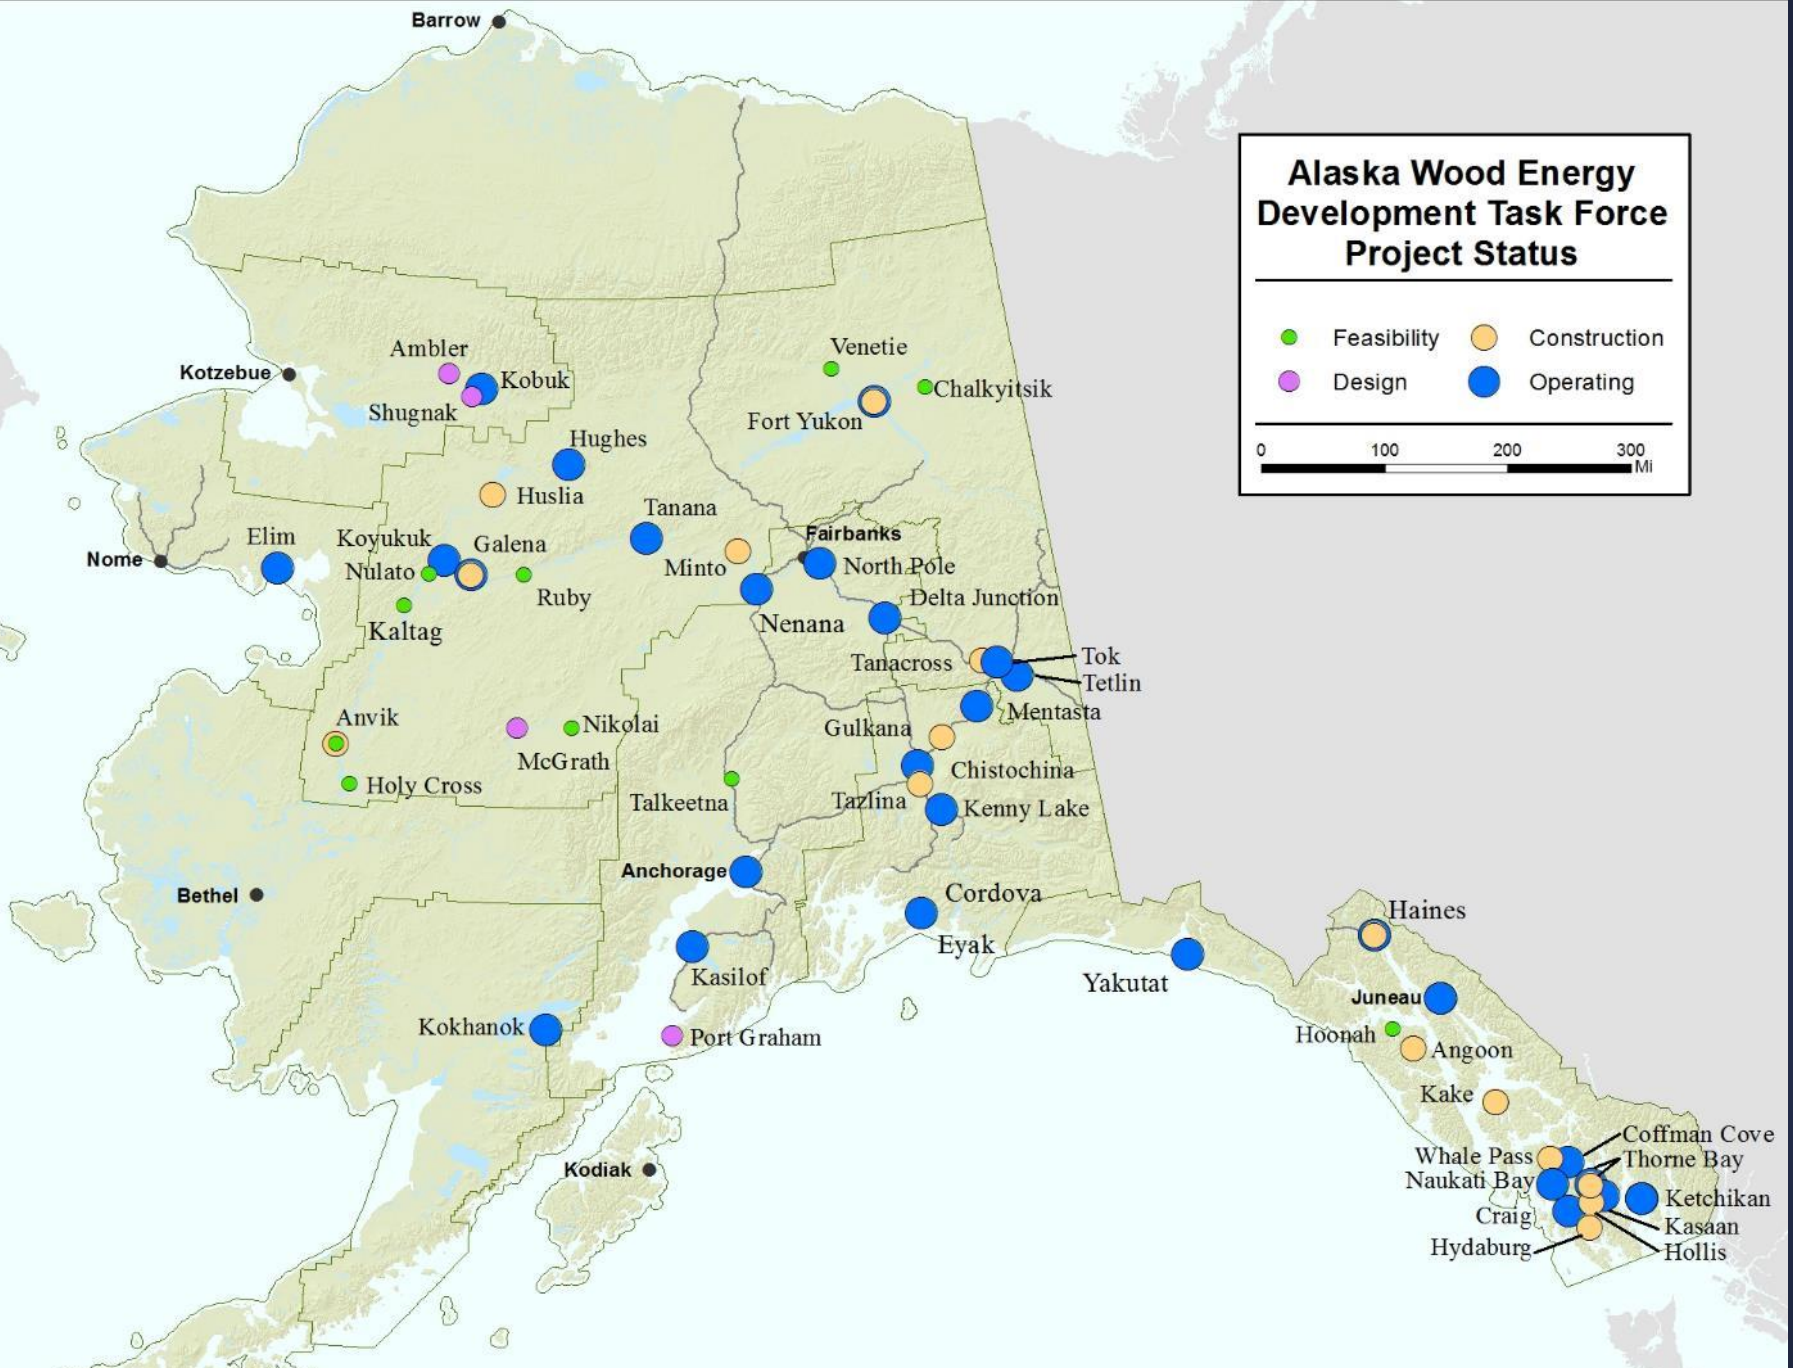 Barrow
Alaska Wood Energy
Development Task Force
Project Status
Feasibility
Construction
Design
Operating
0
100
200
300
Mi
Venetie
Ambler
Kotzebue
Kobuk
Chalkyitsik
Shugnak
Fort Yukon
Hughes
Huslia
Tanana
Elim
Koyukuk
Galena
Fairbanks
Nome
Nulato
Minto
North Pole
Ruby
Delta Junction
Kaltag
Nenana
Tanacross
Tok
Tetlin
Anvik
Nikolai
Mentasta
Gulkana
McGrath
Chistochina
Holy Cross
Talkeetna
Tazlina
Kenny Lake
Anchorage
Bethel
Cordova
Haines
Eyak
Kasilof
Yakutat
Juneau
Kokhanok
Port Graham
Hoonah
Angoon
Kake
Coffman Cove
Whale Pass
Thorne Bay
Kodiak
Naukati Bay
Ketchikan
Craig
Kasaan
Hydaburg
Hollis